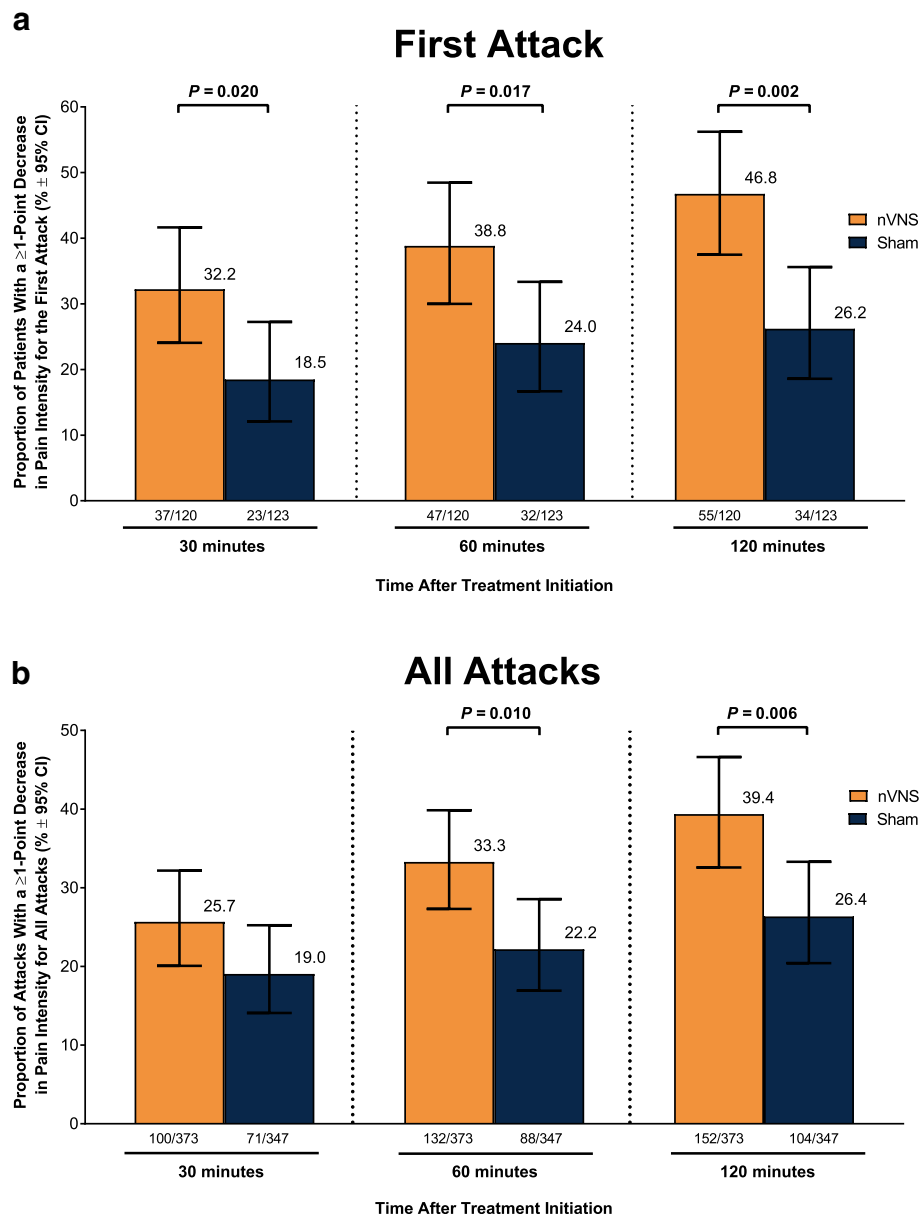 a
First Attack
P = 0.020
P = 0.017
P = 0.002
Proportion of Patients With a ≥1-Point Decrease
in Pain Intensity for the First Attack (% ± 95% CI)
60
50
40
30
20
10
0
32.2
18.5
38.8
24.0
46.8
26.2
nVNS
Sham
37/120 23/123
47/120 32/123
55/120 34/123
30 minutes
60 minutes
120 minutes
Time After Treatment Initiation
b
All Attacks
P = 0.010
P = 0.006
Proportion of Attacks With a ≥1-Point Decrease
in Pain Intensity for All Attacks (% ± 95% CI)
50
40
30
20
10
0
25.7
19.0
33.3
22.2
39.4
26.4
nVNS
Sham
100/373 71/347
132/373 88/347
152/373 104/347
30 minutes
60 minutes
120 minutes
Time After Treatment Initiation